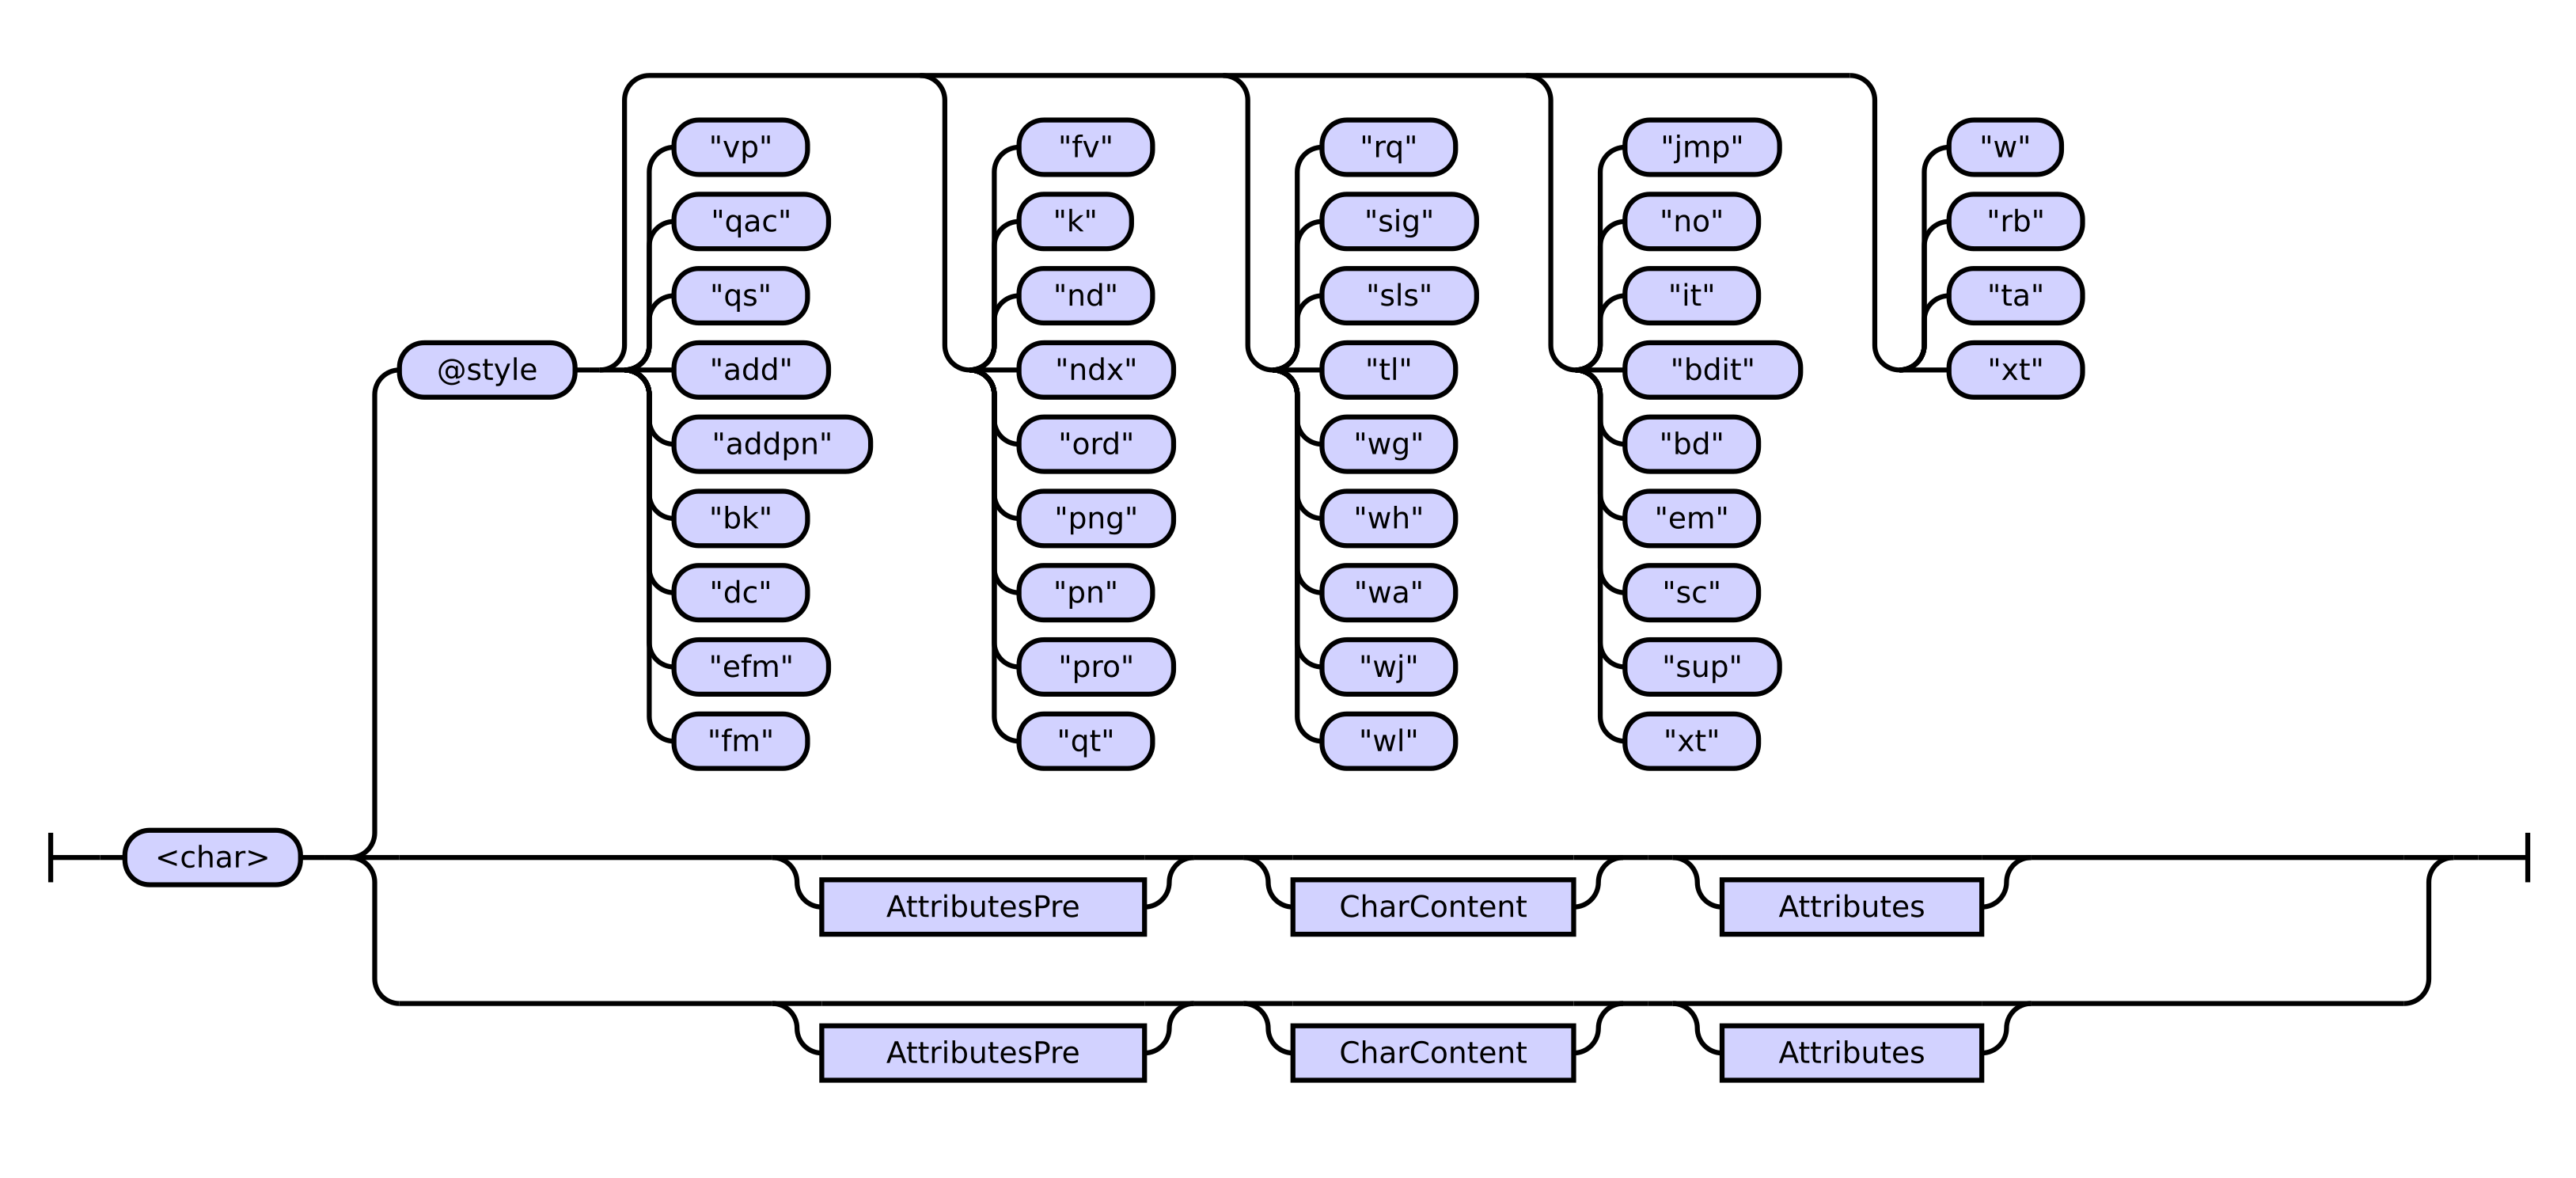 "vp" "fv" "rq" "jmp" "w"
"qac" "k" "sig" "no" "rb"
"qs" "nd" "sls" "it" "ta"
@style "add" "ndx" "tl" "bdit" "xt"
"addpn" "ord" "wg" "bd"
"bk" "png" "wh" "em"
"dc" "pn" "wa" "sc"
"efm" "pro" "wj" "sup"
"fm" "qt" "wl" "xt"
<char>
AttributesPre CharContent Attributes
AttributesPre CharContent Attributes